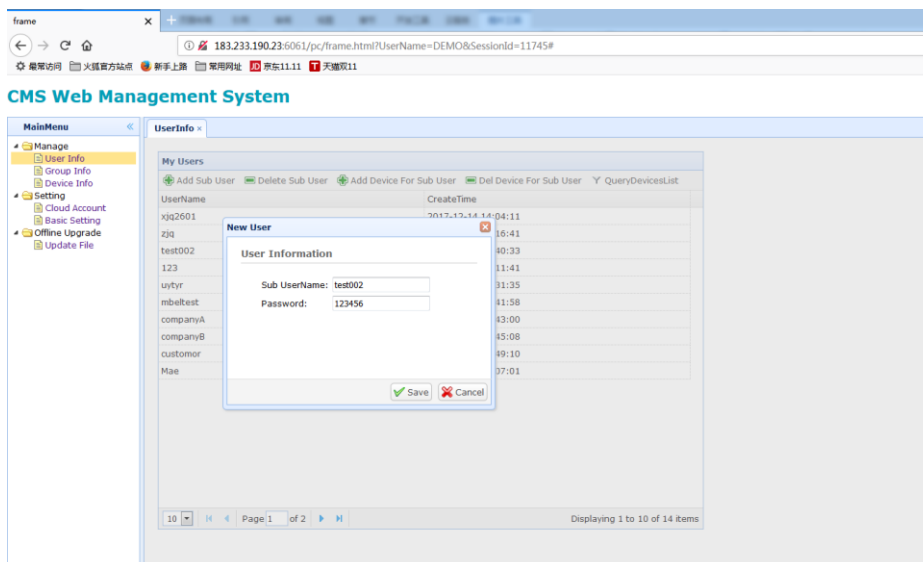 frame
183.233.190.23:6061/pc/frame.html?UserName=DEMO&SessionId=11745#
最常访问 火狐官方站点 新手上路 常用网址 JD 京东11.11 T 天猫双11
CMS Web Management System
MainMenu
UserInfo
Manage
User Info
Group Info
Device Info
Setting
Cloud Account
Basic Setting
Offline Upgrade
Update File
My Users
Add Sub User Delete Sub User Add Device For Sub User Del Device For Sub User QueryDevicesList
UserName CreateTime
xjq2601 2017-12-14 14:04:11
zjq 16:41
test002 40:33
123 11:41
uytyr 31:35
mbeltest 41:58
companyA 43:00
companyB 45:08
customor 49:10
Mae 07:01
New User
User Information
Sub UserName: test002
Password: 123456
Save Cancel
10 Page 1 of 2 Displaying 1 to 10 of 14 items